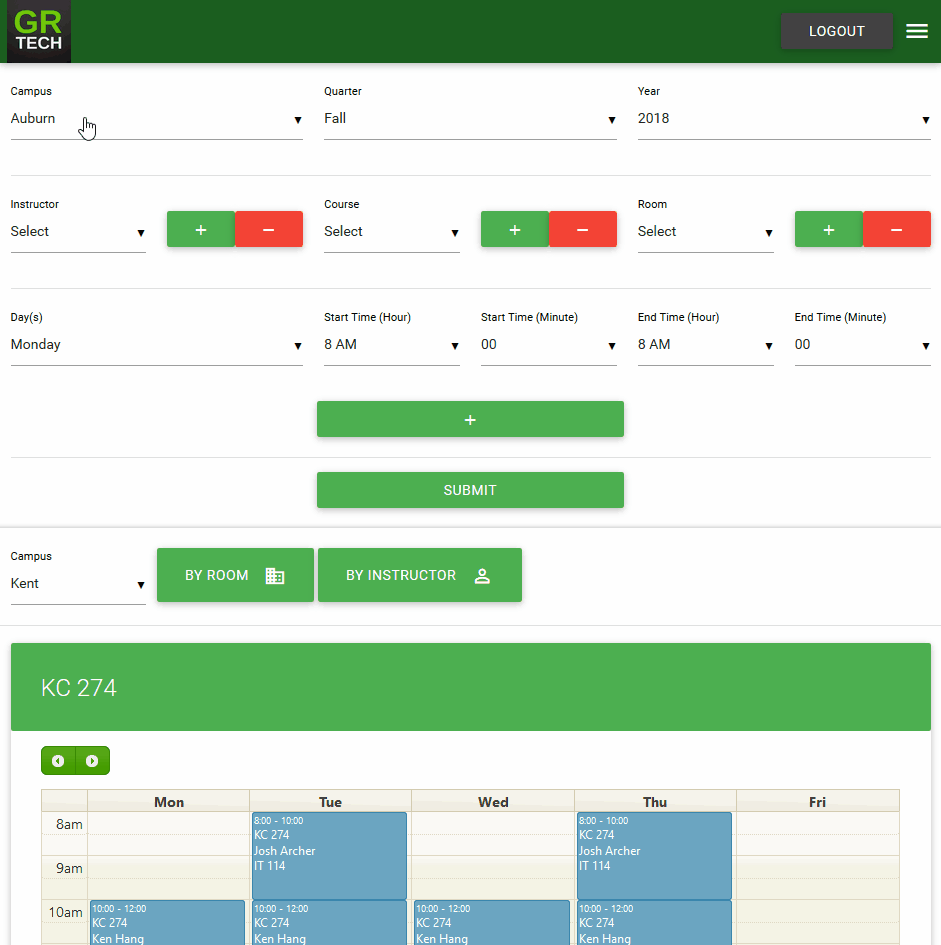 GR
TECH
LOGOUT
Campus Quarter Year
Auburn Fall 2018
Instructor Course Room
Select + − Select + − Select + −
Day(s) Start Time (Hour) Start Time (Minute) End Time (Hour) End Time (Minute)
Monday 8 AM 00 8 AM 00
+
SUBMIT
Campus
Kent
BY ROOM BY INSTRUCTOR
KC 274
Mon Tue Wed Thu Fri
8am
8:00 - 10:00
KC 274
Josh Archer
IT 114
8:00 - 10:00
KC 274
Josh Archer
IT 114
9am
10am
10:00 - 12:00
KC 274
Ken Hang
10:00 - 12:00
KC 274
Ken Hang
10:00 - 12:00
KC 274
Ken Hang
10:00 - 12:00
KC 274
Ken Hang